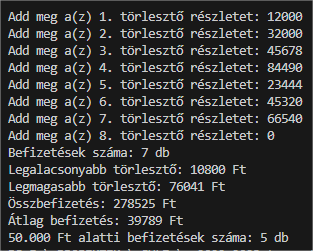 Add meg a(z) 1. törlesztő részletet: 12000
Add meg a(z) 2. törlesztő részletet: 32000
Add meg a(z) 3. törlesztő részletet: 45678
Add meg a(z) 4. törlesztő részletet: 84490
Add meg a(z) 5. törlesztő részletet: 23444
Add meg a(z) 6. törlesztő részletet: 45320
Add meg a(z) 7. törlesztő részletet: 66540
Add meg a(z) 8. törlesztő részletet: 0
Befizetések száma: 7 db
Legalacsonyabb törlesztő: 10800 Ft
Legmagasabb törlesztő: 76041 Ft
Összbefizetés: 278525 Ft
Átlag befizetés: 39789 Ft
50.000 Ft alatti befizetések száma: 5 db